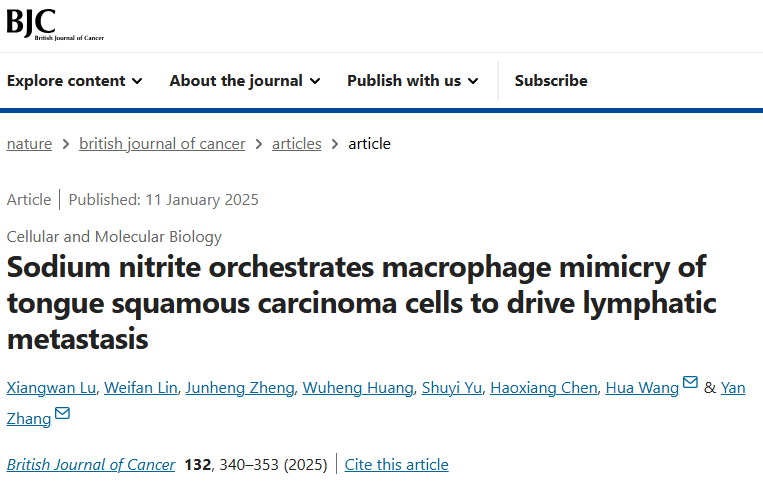 BJC
British Journal of Cancer
Explore content About the journal Publish with us Subscribe
nature > british journal of cancer > articles > article
Article | Published: 11 January 2025
Cellular and Molecular Biology
Sodium nitrite orchestrates macrophage mimicry of
tongue squamous carcinoma cells to drive lymphatic
metastasis
Xiangwan Lu, Weifan Lin, Junheng Zheng, Wuheng Huang, Shuyi Yu, Haoxiang Chen, Hua Wang & Yan
Zhang
British Journal of Cancer 132, 340–353 (2025) | Cite this article